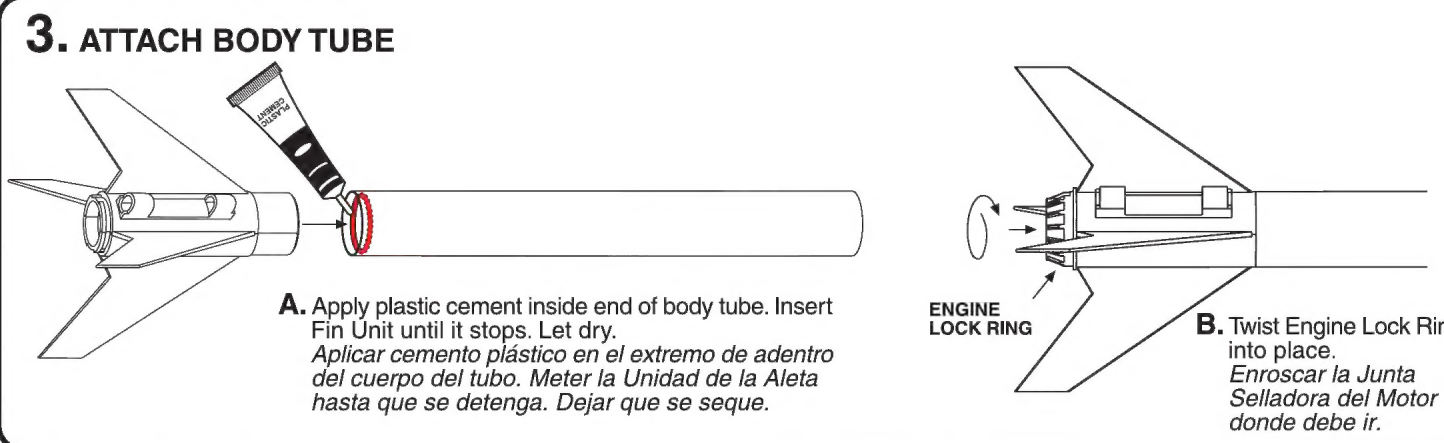 3. ATTACH BODY TUBE
PLASTIC
CEMENT
A. Apply plastic cement inside end of body tube. Insert
Fin Unit until it stops. Let dry.
Aplicar cemento plástico en el extremo de adentro
del cuerpo del tubo. Meter la Unidad de la Aleta
hasta que se detenga. Dejar que se seque.
ENGINE
LOCK RING
B. Twist Engine Lock Rin
into place.
Enroscar la Junta
Selladora del Motor
donde debe ir.